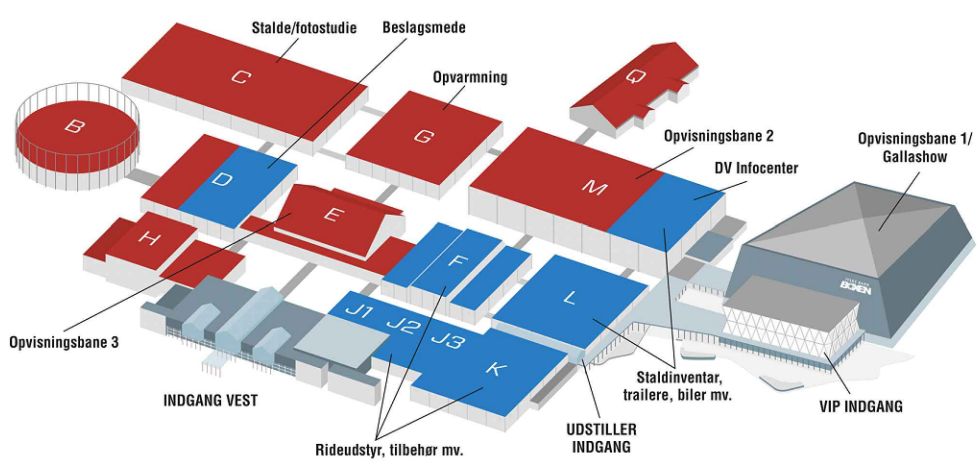 Stalde/fotostudie
Beslagsmede
Opvarmning
C
Q
G
B
Opvisningsbane 2
Opvisningsbane 1/
Gallashow
DV Infocenter
D
M
E
H
F
BOXEN
L
J1
J2
J3
K
Opvisningsbane 3
INDGANG VEST
Rideudstyr, tilbehør mv.
Staldinventar,
trailere, biler mv.
UDSTILLER
INDGANG
VIP INDGANG